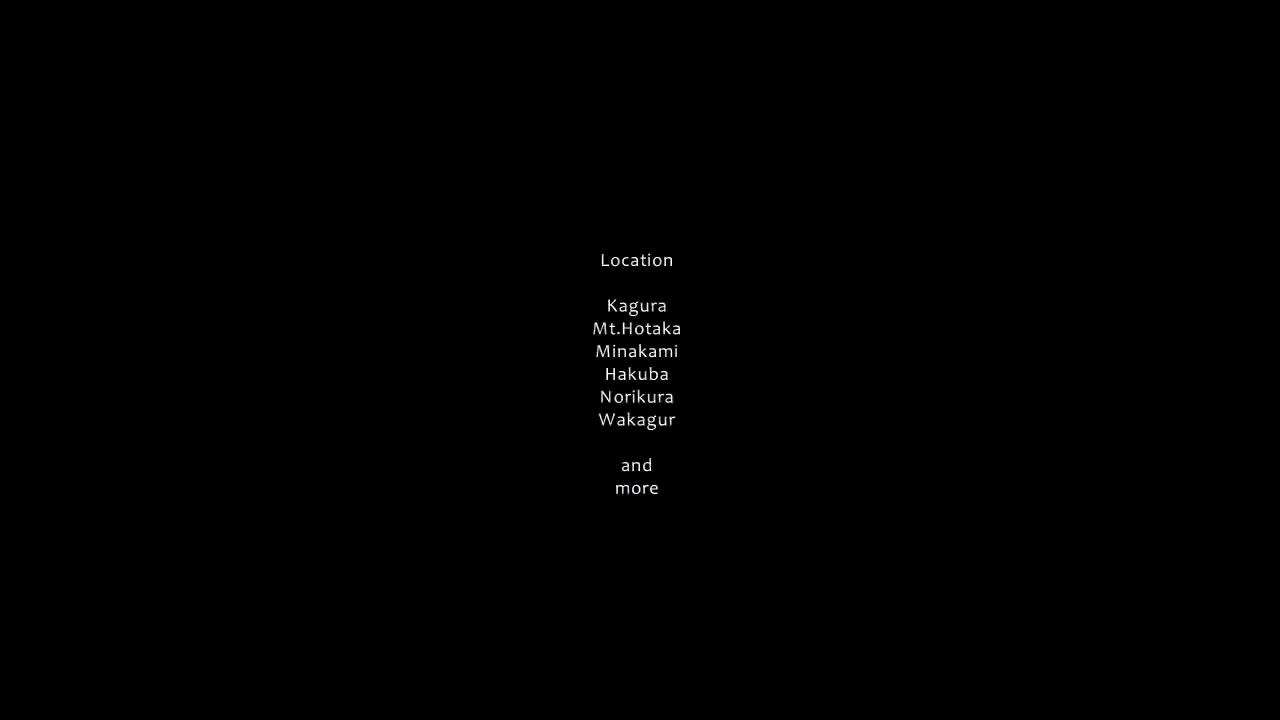 Location
Kagura
Mt.Hotaka
Minakami
Hakuba
Norikura
Wakagur
and
more